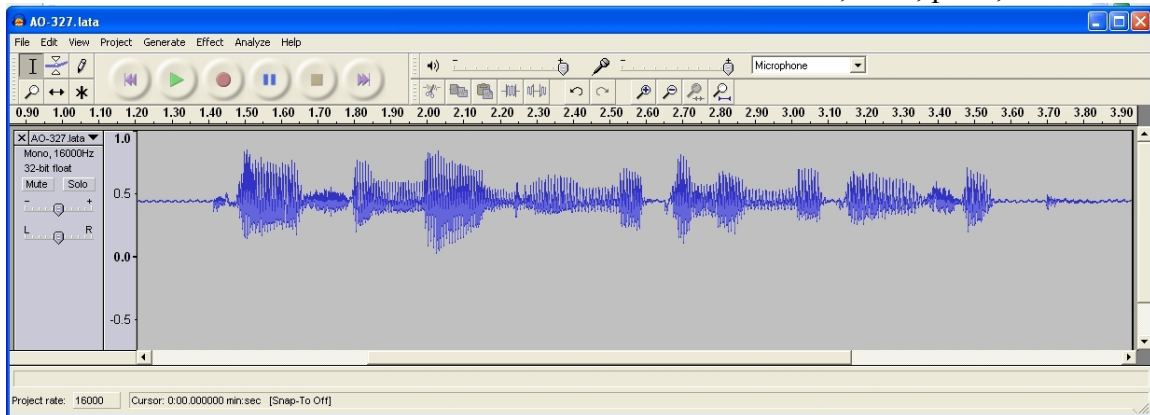 AO-327.lata
File Edit View Project Generate Effect Analyze Help
Microphone
0.90 1.00 1.10 1.20 1.30 1.40 1.50 1.60 1.70 1.80 1.90 2.00 2.10 2.20 2.30 2.40 2.50 2.60 2.70 2.80 2.90 3.00 3.10 3.20 3.30 3.40 3.50 3.60 3.70 3.80 3.90
AO-327.lata
Mono, 16000Hz
32-bit float
Mute Solo
- +
L R
1.0
0.5
0.0
-0.5
Project rate: 16000 Cursor: 0:00.000000 min:sec [Snap-To Off]